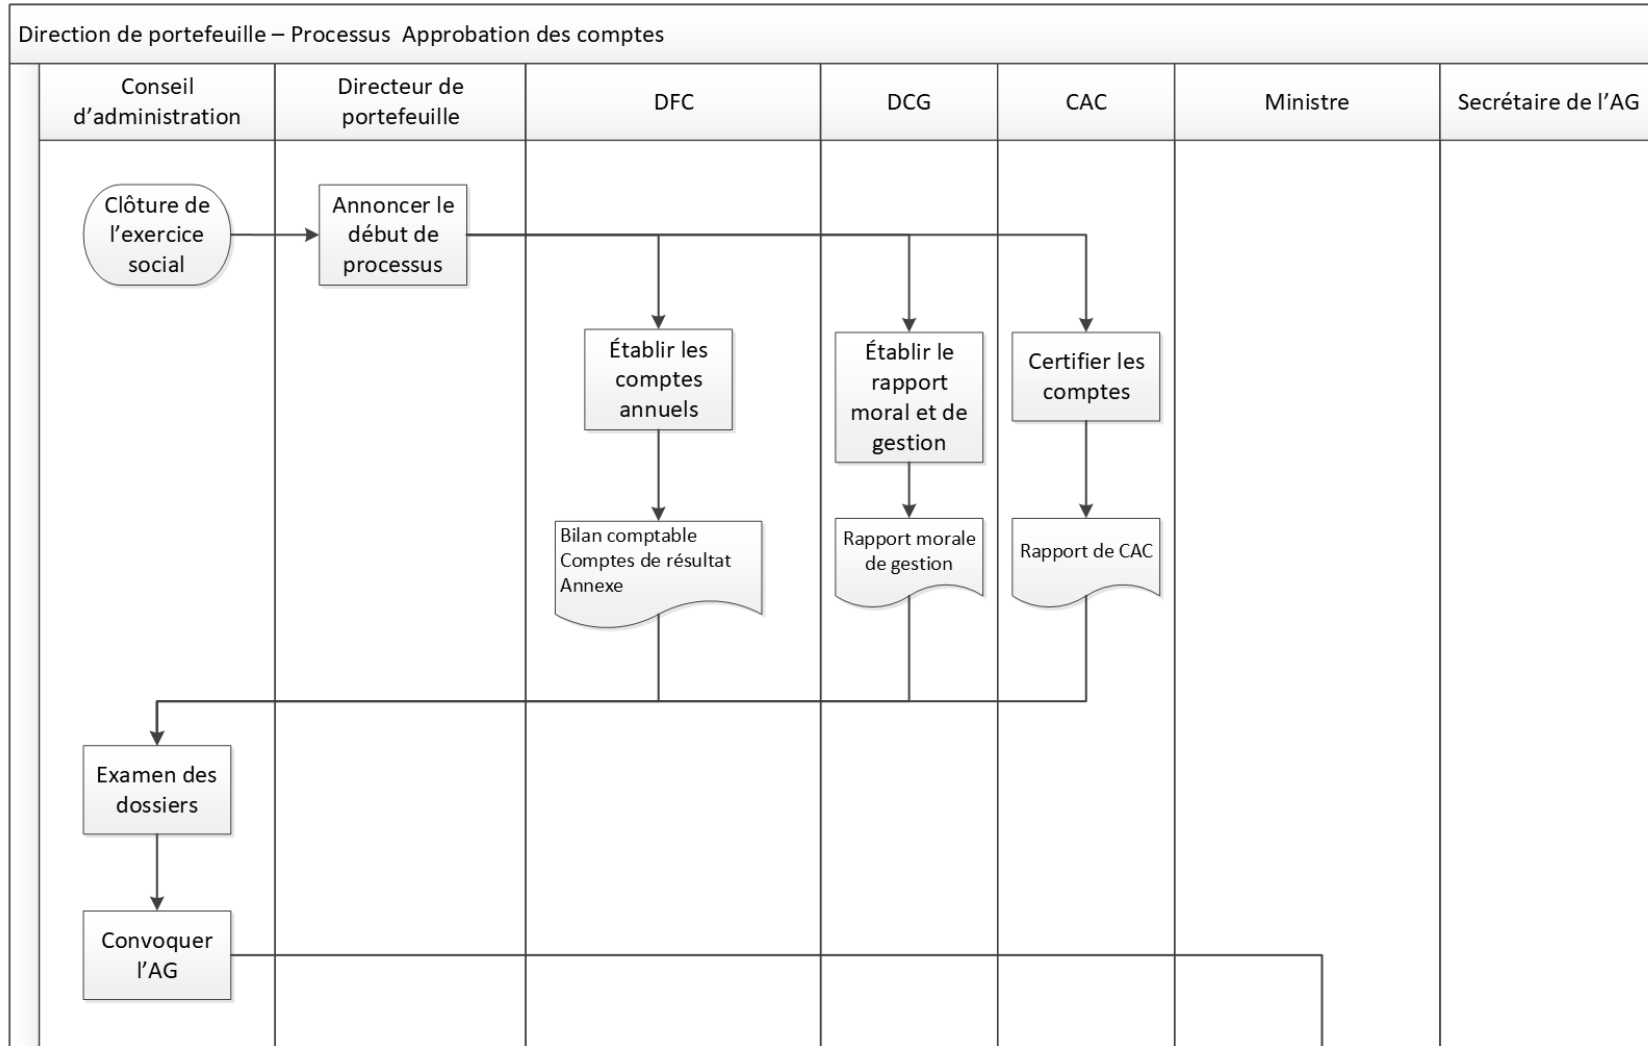 Direction de portefeuille – Processus  Approbation des comptes
Conseil
d’administration
Directeur de
portefeuille
DFC
DCG
CAC
Ministre
Secrétaire de l’AG
Clôture de
l’exercice
social
Annoncer le
début de
processus
Établir les
comptes
annuels
Établir le
rapport
moral et de
gestion
Certifier les
comptes
Bilan comptable
Comptes de résultat
Annexe
Rapport morale
de gestion
Rapport de CAC
Examen des
dossiers
Convoquer
l’AG